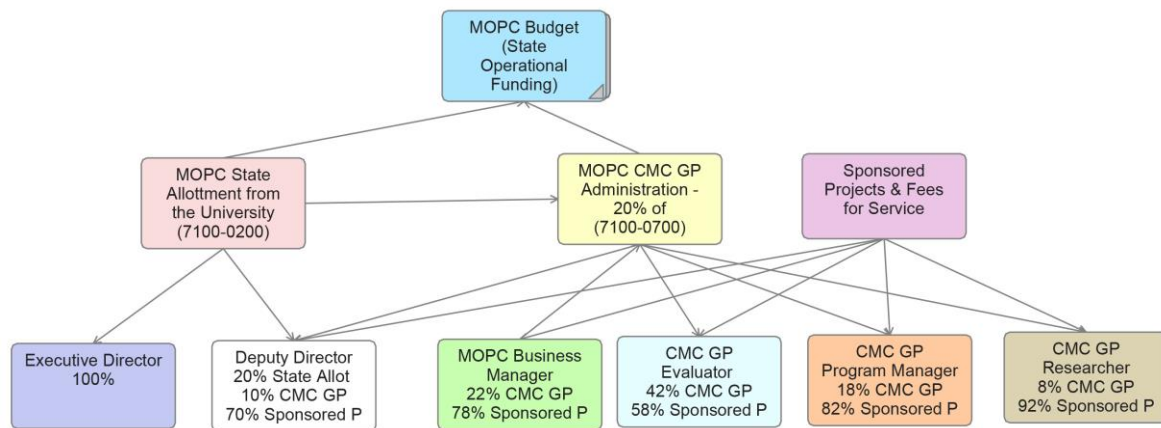 MOPC Budget
(State
Operational
Funding)
MOPC State
Allottment from
the University
(7100-0200)
MOPC CMC GP
Administration -
20% of
(7100-0700)
Sponsored
Projects & Fees
for Service
Executive Director
100%
Deputy Director
20% State Allot
10% CMC GP
70% Sponsored P
MOPC Business
Manager
22% CMC GP
78% Sponsored P
CMC GP
Evaluator
42% CMC GP
58% Sponsored P
CMC GP
Program Manager
18% CMC GP
82% Sponsored P
CMC GP
Researcher
8% CMC GP
92% Sponsored P